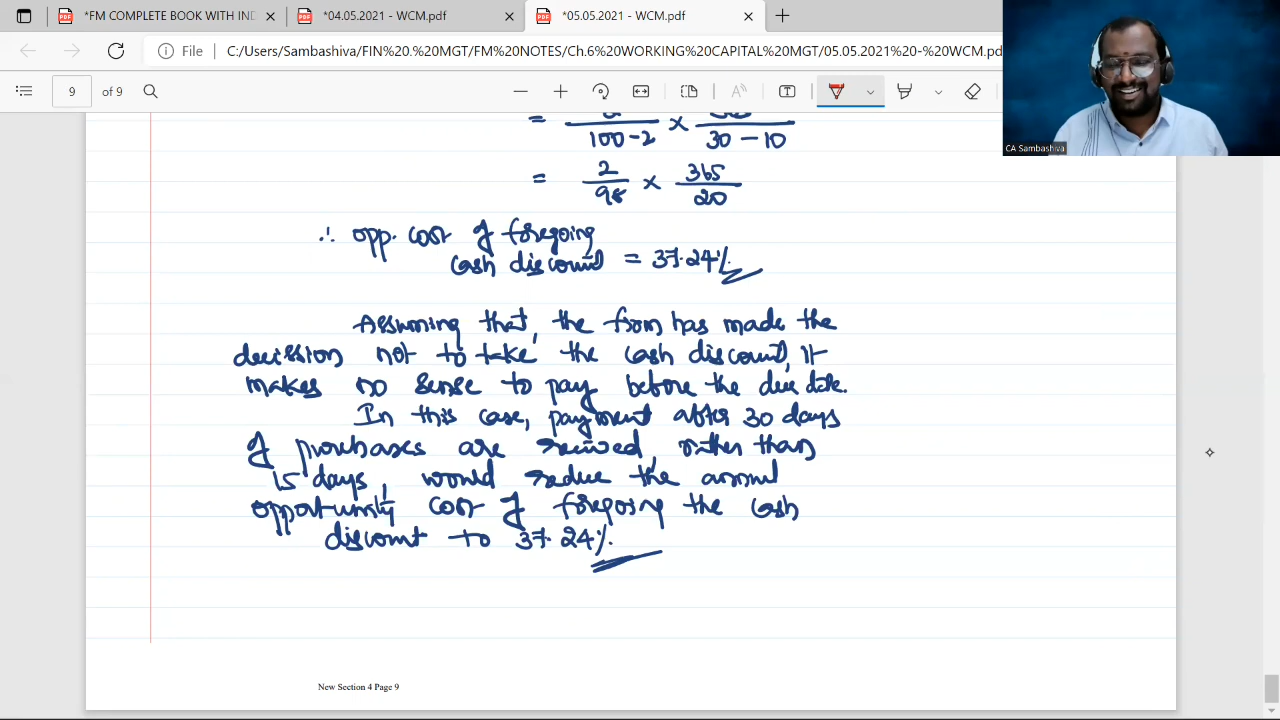 *FM COMPLETE BOOK WITH IND
*04.05.2021 - WCM.pdf
*05.05.2021 - WCM.pdf
File
C:/Users/Sambashiva/FIN%20.%20MGT/FM%20NOTES/Ch.6%20WORKING%20CAPITAL%20MGT/05.05.2021%20-%20WCM.pd
9 of 9
CA Sambashiva
= / 100-2 × / 30-10
= 2/98 × 365/20
∴ opp. cost of foregoing
cash discount = 37.24%
Assuming that, the firm has made the
decission not to take the cash discount, it
makes no sense to pay before the due date.
In this case, payment after 30 days
of purchases are received, rather than
15 days, would reduce the annual
opportunity cost of foregoing the cash
discount to 37.24%.
New Section 4 Page 9